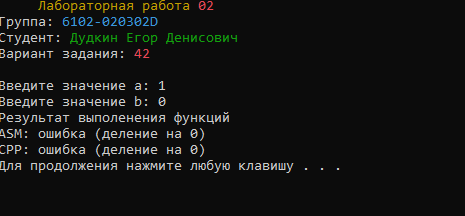 Лабораторная работа 02
Группа: 6102-020302D
Студент: Дудкин Егор Денисович
Вариант задания: 42
Введите значение a: 1
Введите значение b: 0
Результат выполенения функций
ASM: ошибка (деление на 0)
CPP: ошибка (деление на 0)
Для продолжения нажмите любую клавишу . . .